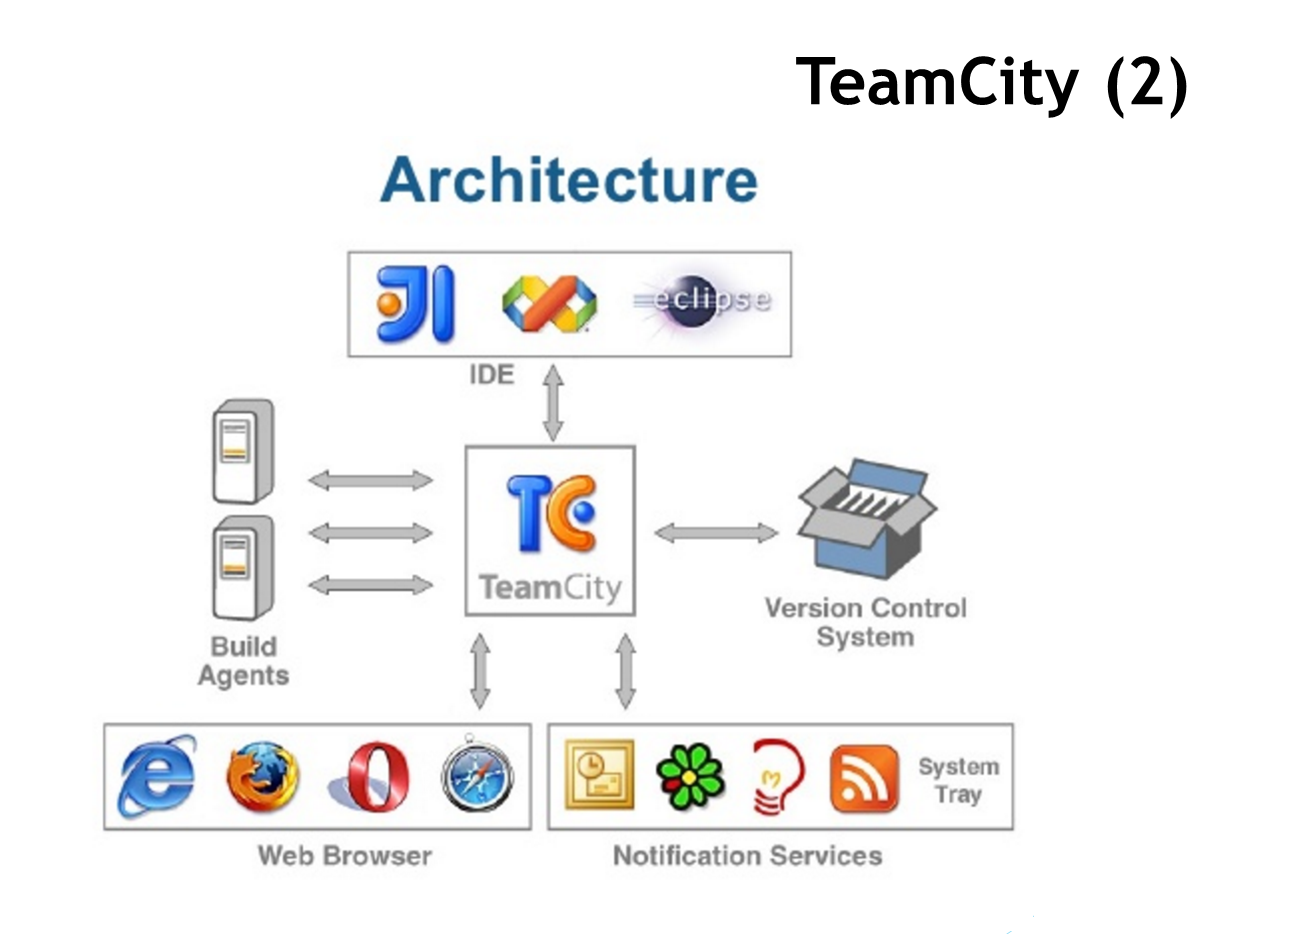 TeamCity (2)
Architecture
JI
eclipse
IDE
TC
TeamCity
Build
Agents
Version Control
System
System
Tray
Web Browser
Notification Services